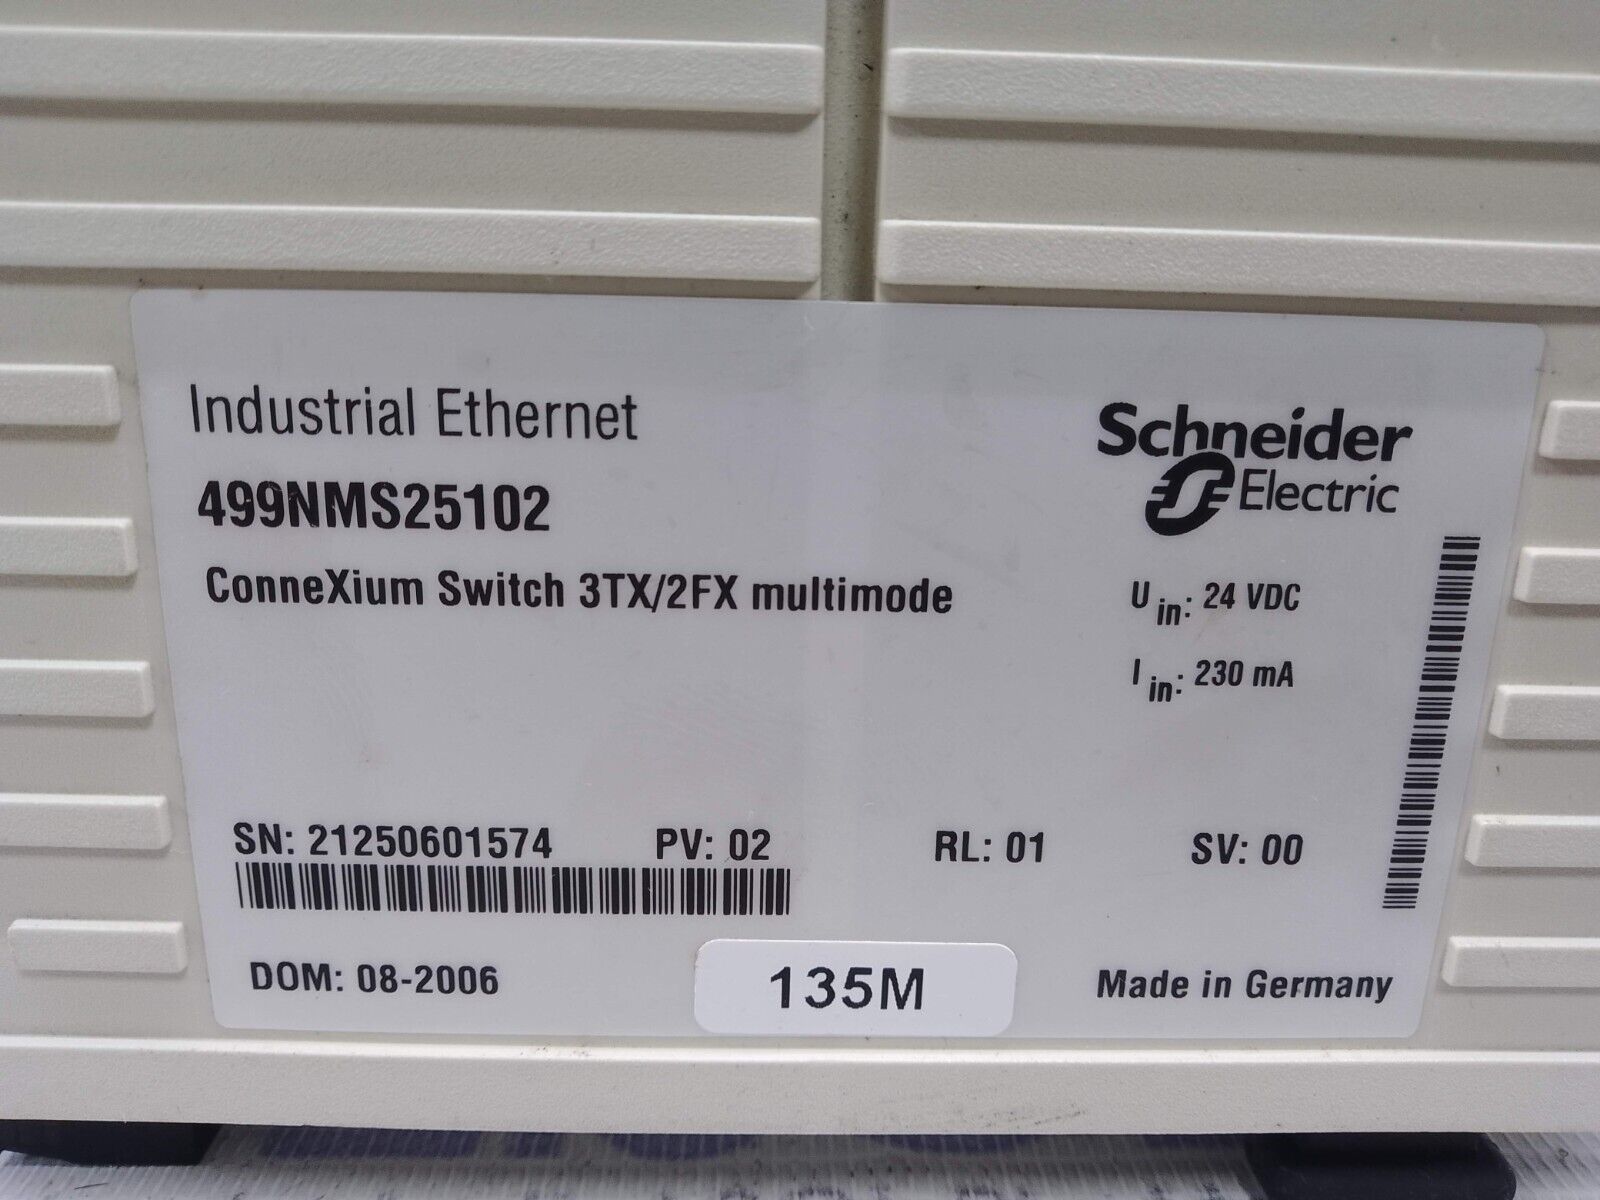 Industrial Ethernet
499NMS25102
ConneXium Switch 3TX/2FX multimode
Schneider
Electric
U in: 24 VDC
I in: 230 mA
SN: 21250601574 PV: 02 RL: 01 SV: 00
DOM: 08-2006 135M Made in Germany